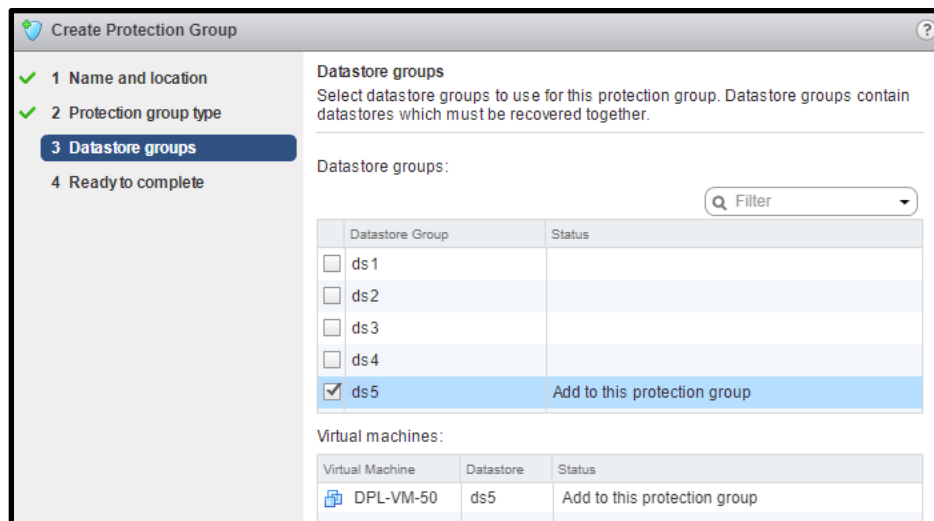 Create Protection Group
?
1 Name and location
2 Protection group type
3 Datastore groups
4 Ready to complete
Datastore groups
Select datastore groups to use for this protection group. Datastore groups contain
datastores which must be recovered together.
Datastore groups:
Filter
Datastore Group Status
ds1
ds2
ds3
ds4
ds5 Add to this protection group
Virtual machines:
Virtual Machine Datastore Status
DPL-VM-50 ds5 Add to this protection group